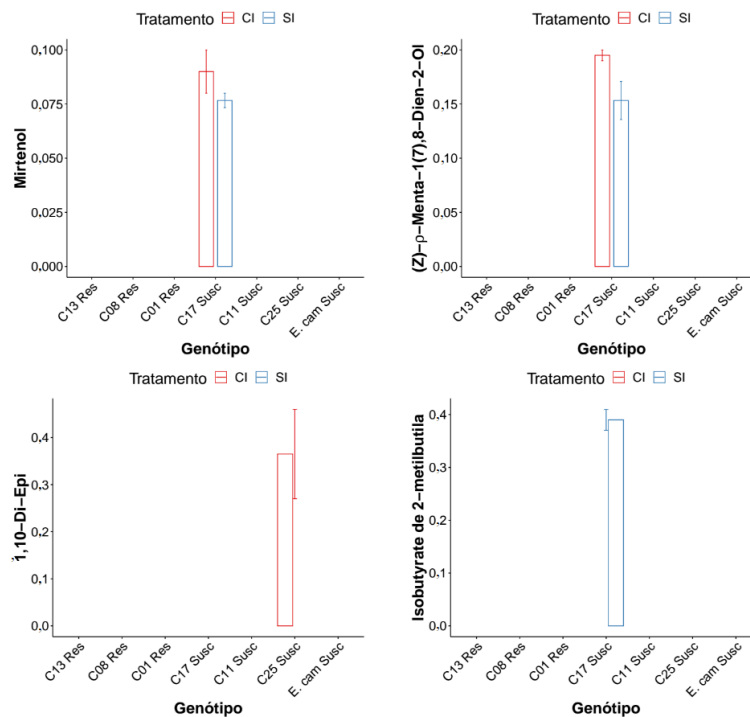 Tratamento CI SI
Mirtenol
0.100
0.075
0.050
0.025
0.000
C13 Res C08 Res C01 Res C17 Susc C11 Susc C25 Susc E. cam Susc
Genótipo
Tratamento CI SI
(Z)−ρ−Menta−1(7),8−Dien−2−Ol
0,20
0,15
0,10
0,05
0,00
C13 Res C08 Res C01 Res C17 Susc C11 Susc C25 Susc E. cam Susc
Genótipo
Tratamento CI SI
1,10−Di−Epi
0,4
0,3
0,2
0,1
0,0
C13 Res C08 Res C01 Res C17 Susc C11 Susc C25 Susc E. cam Susc
Genótipo
Tratamento CI SI
Isobutyrate de 2−metilbutila
0.4
0.3
0.2
0.1
0.0
C13 Res C08 Res C01 Res C17 Susc C11 Susc C25 Susc E. cam Susc
Genótipo